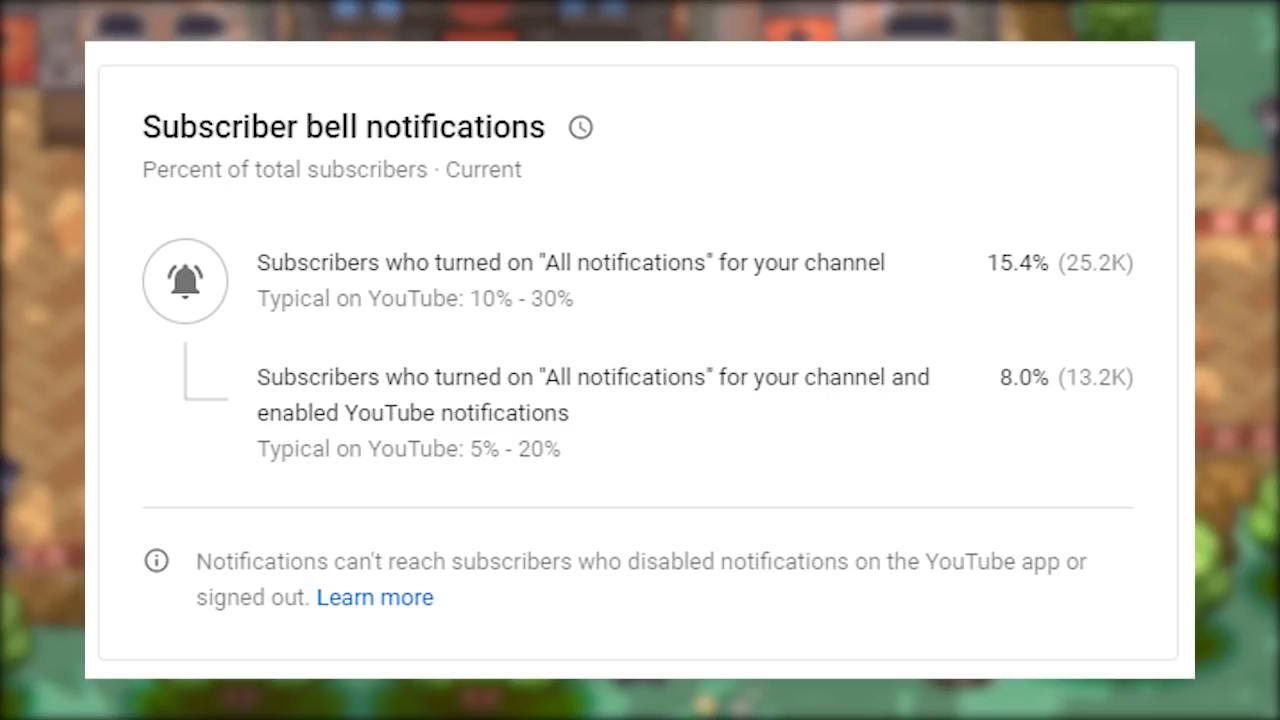 Subscriber bell notifications
Percent of total subscribers · Current
Subscribers who turned on "All notifications" for your channel 15.4% (25.2K)
Typical on YouTube: 10% - 30%
Subscribers who turned on "All notifications" for your channel and 8.0% (13.2K)
enabled YouTube notifications
Typical on YouTube: 5% - 20%
Notifications can't reach subscribers who disabled notifications on the YouTube app or
signed out. Learn more